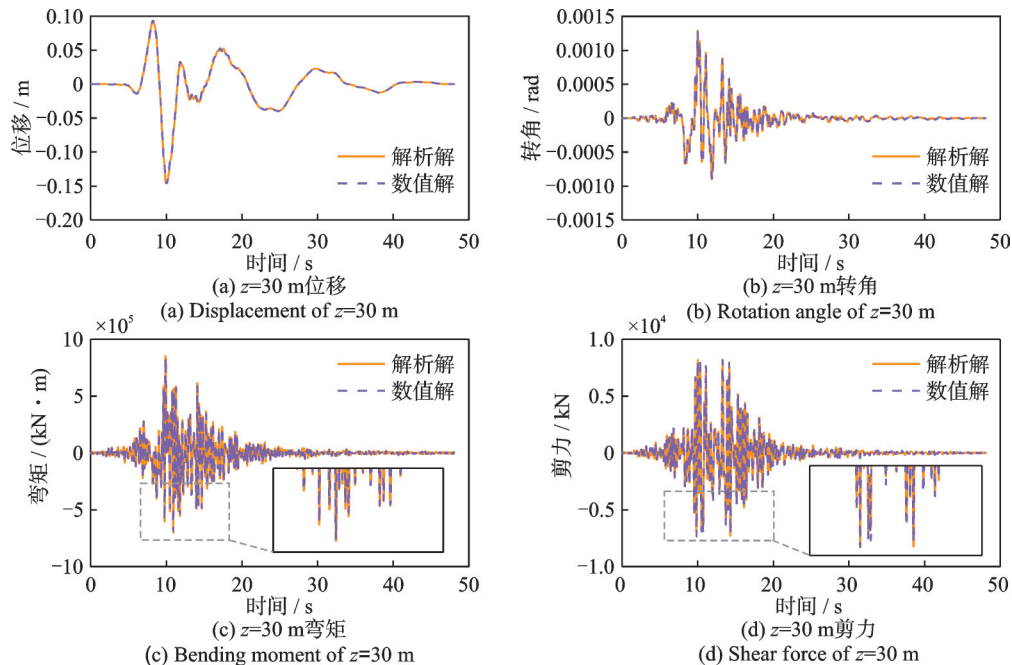 0.10
0.05
0
−0.05
−0.10
−0.15
−0.20
位移 / m
解析解
数值解
0 10 20 30 40 50
时间 / s
(a) z=30 m位移
(a) Displacement of z=30 m
0.0015
0.0010
0.0005
0
−0.0005
−0.0010
−0.0015
转角 / rad
解析解
数值解
0 10 20 30 40 50
时间 / s
(b) z=30 m转角
(b) Rotation angle of z=30 m
×10⁵
10
5
0
−5
−10
弯矩 / (kN·m)
解析解
数值解
0 10 20 30 40 50
时间 / s
(c) z=30 m弯矩
(c) Bending moment of z=30 m
×10⁴
1.0
0.5
0
−0.5
−1.0
剪力 / kN
解析解
数值解
0 10 20 30 40 50
时间 / s
(d) z=30 m剪力
(d) Shear force of z=30 m